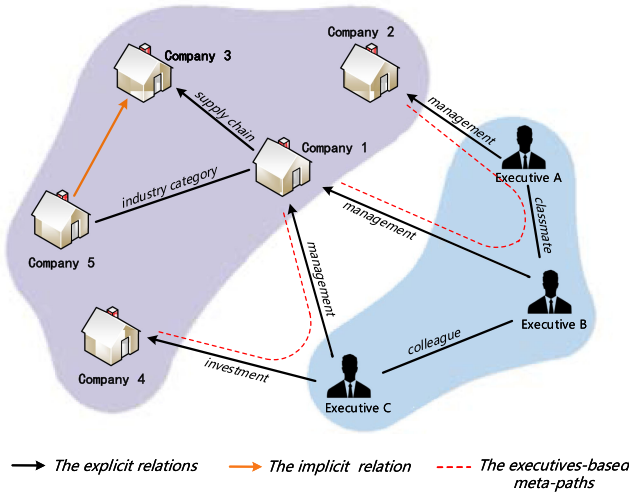 Company 2
Company 3
management
supply chain
Company 1
Executive A
industry category
classmate
management
Company 5
management
Executive B
colleague
investment
Company 4
Executive C
The explicit relations
The implicit relation
The executives-based
meta-paths